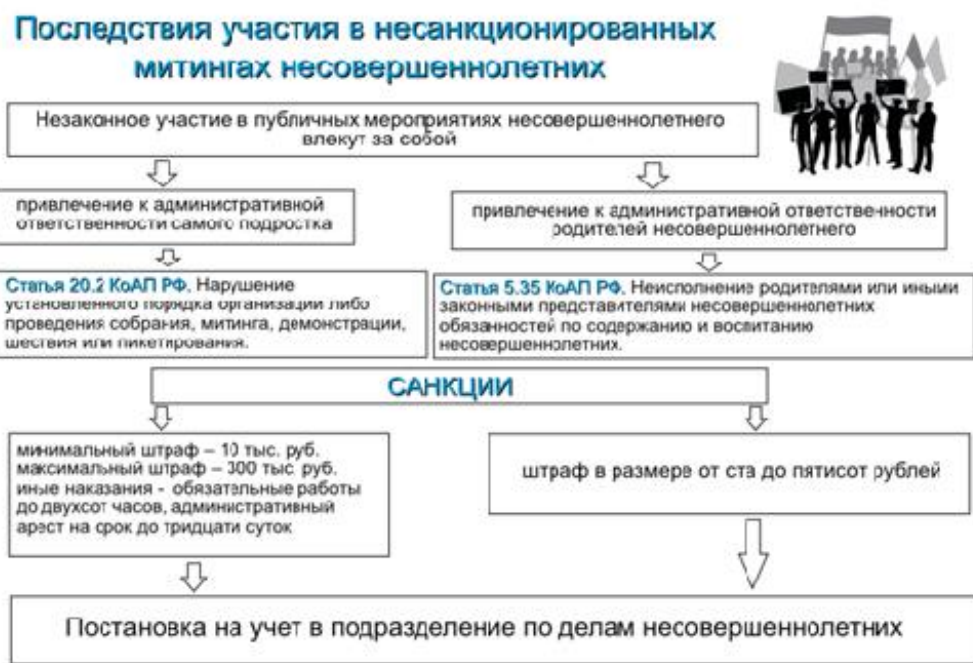 Последствия участия в несанкционированных
митингах несовершеннолетних
Незаконное участие в публичных мероприятиях несовершеннолетнего
влекут за собой
привлечение к административной
ответственности самого подростка
привлечение к административной ответственности
родителей несовершеннолетнего
Статья 20.2 КоАП РФ. Нарушение
установленного порядка организации либо
проведения собрания, митинга, демонстрации,
шествия или пикетирования.
Статья 5.35 КоАП РФ. Неисполнение родителями или иными
законными представителями несовершеннолетних
обязанностей по содержанию и воспитанию
несовершеннолетних.
САНКЦИИ
минимальный штраф – 10 тыс. руб.
максимальный штраф – 300 тыс. руб.
иные наказания - обязательные работы
до двухсот часов, административный
арест на срок до тридцати суток
штраф в размере от ста до пятисот рублей
Постановка на учет в подразделение по делам несовершеннолетних